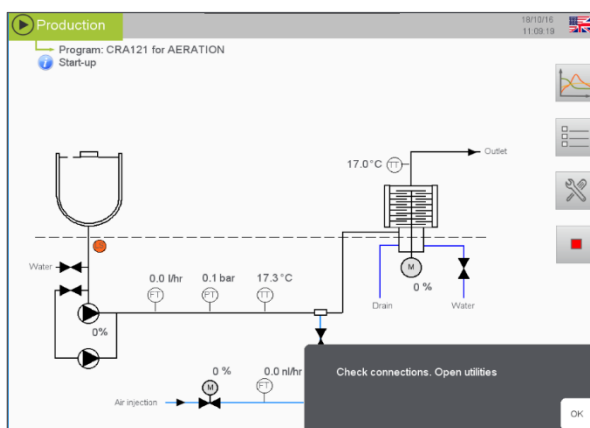 Production
18/10/16
11:09:19
Program: CRA121 for AERATION
Start-up
17.0°C
TT
Outlet
Water
0.0 l/hr
0.1 bar
17.3 °C
FT
PT
TT
M
0 %
0%
Drain
Water
0 %
0.0 nl/hr
M
FT
Air injection
Check connections. Open utilities
OK